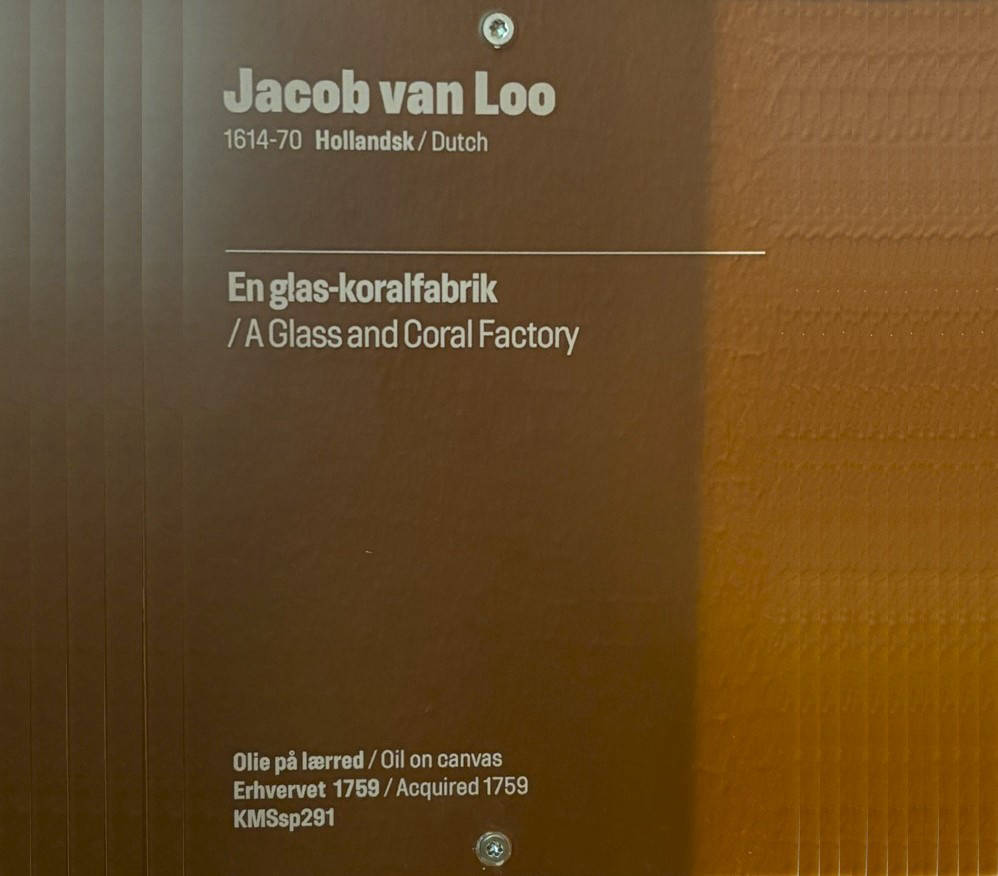 Jacob van Loo
1614-70 Hollandsk / Dutch
En glas-koralfabrik
/ A Glass and Coral Factory
Olie på lærred / Oil on canvas
Erhvervet 1759 / Acquired 1759
KMSsp291